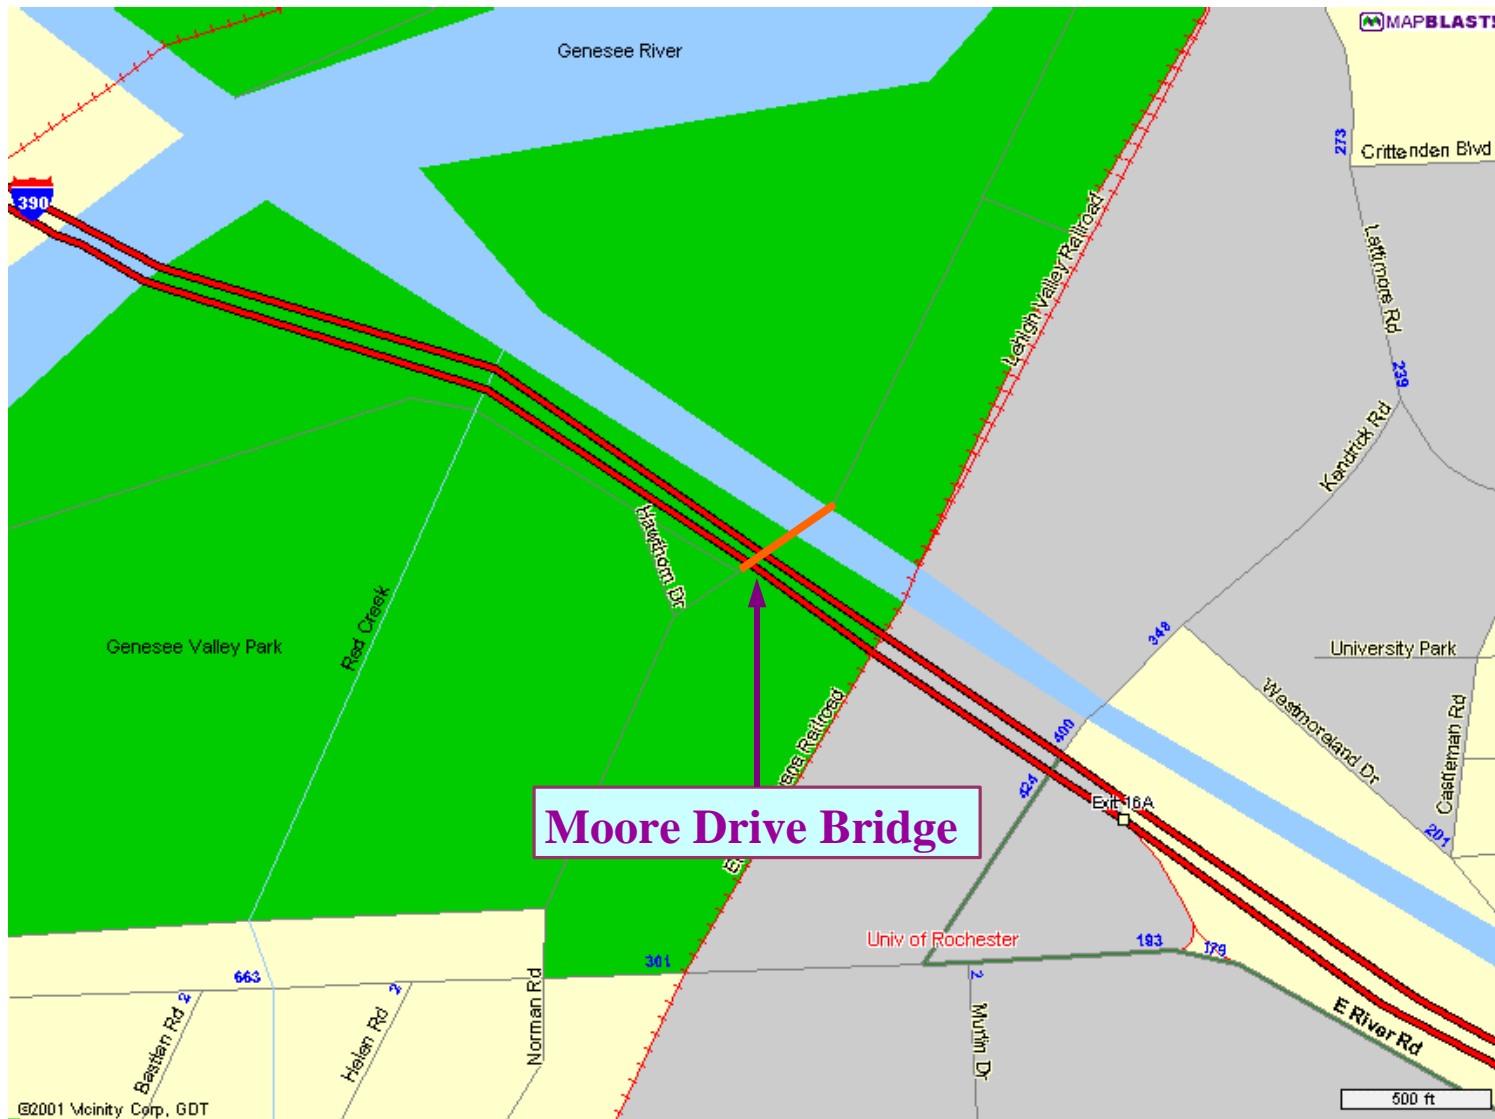 MAPBLAST!
Genesee River
273
Crittenden Blvd
390
Lattimore Rd
Lehigh Valley Railroad
239
Kendrick Rd
Hawthorn Dr
Red Creek
348
Genesee Valley Park
University Park
Westmoreland Dr
Castleman Rd
400
424
Railroad
Exit 16A
Moore Drive Bridge
201
Univ of Rochester
193
179
301
663
2
2
2
Bastian Rd
Helen Rd
Norman Rd
Murlin Dr
E River Rd
500 ft
©2001 Vicinity Corp, GDT